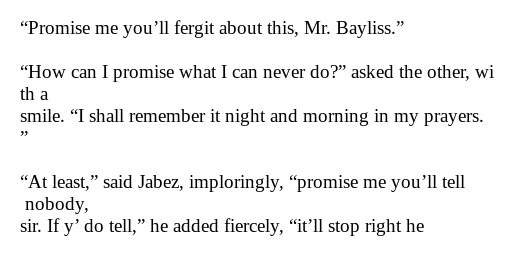 “Promise me you’ll fergit about this, Mr. Bayliss.”
“How can I promise what I can never do?” asked the other, wi
th a
smile. “I shall remember it night and morning in my prayers.
”
“At least,” said Jabez, imploringly, “promise me you’ll tell
nobody,
sir. If y’ do tell,” he added fiercely, “it’ll stop right he